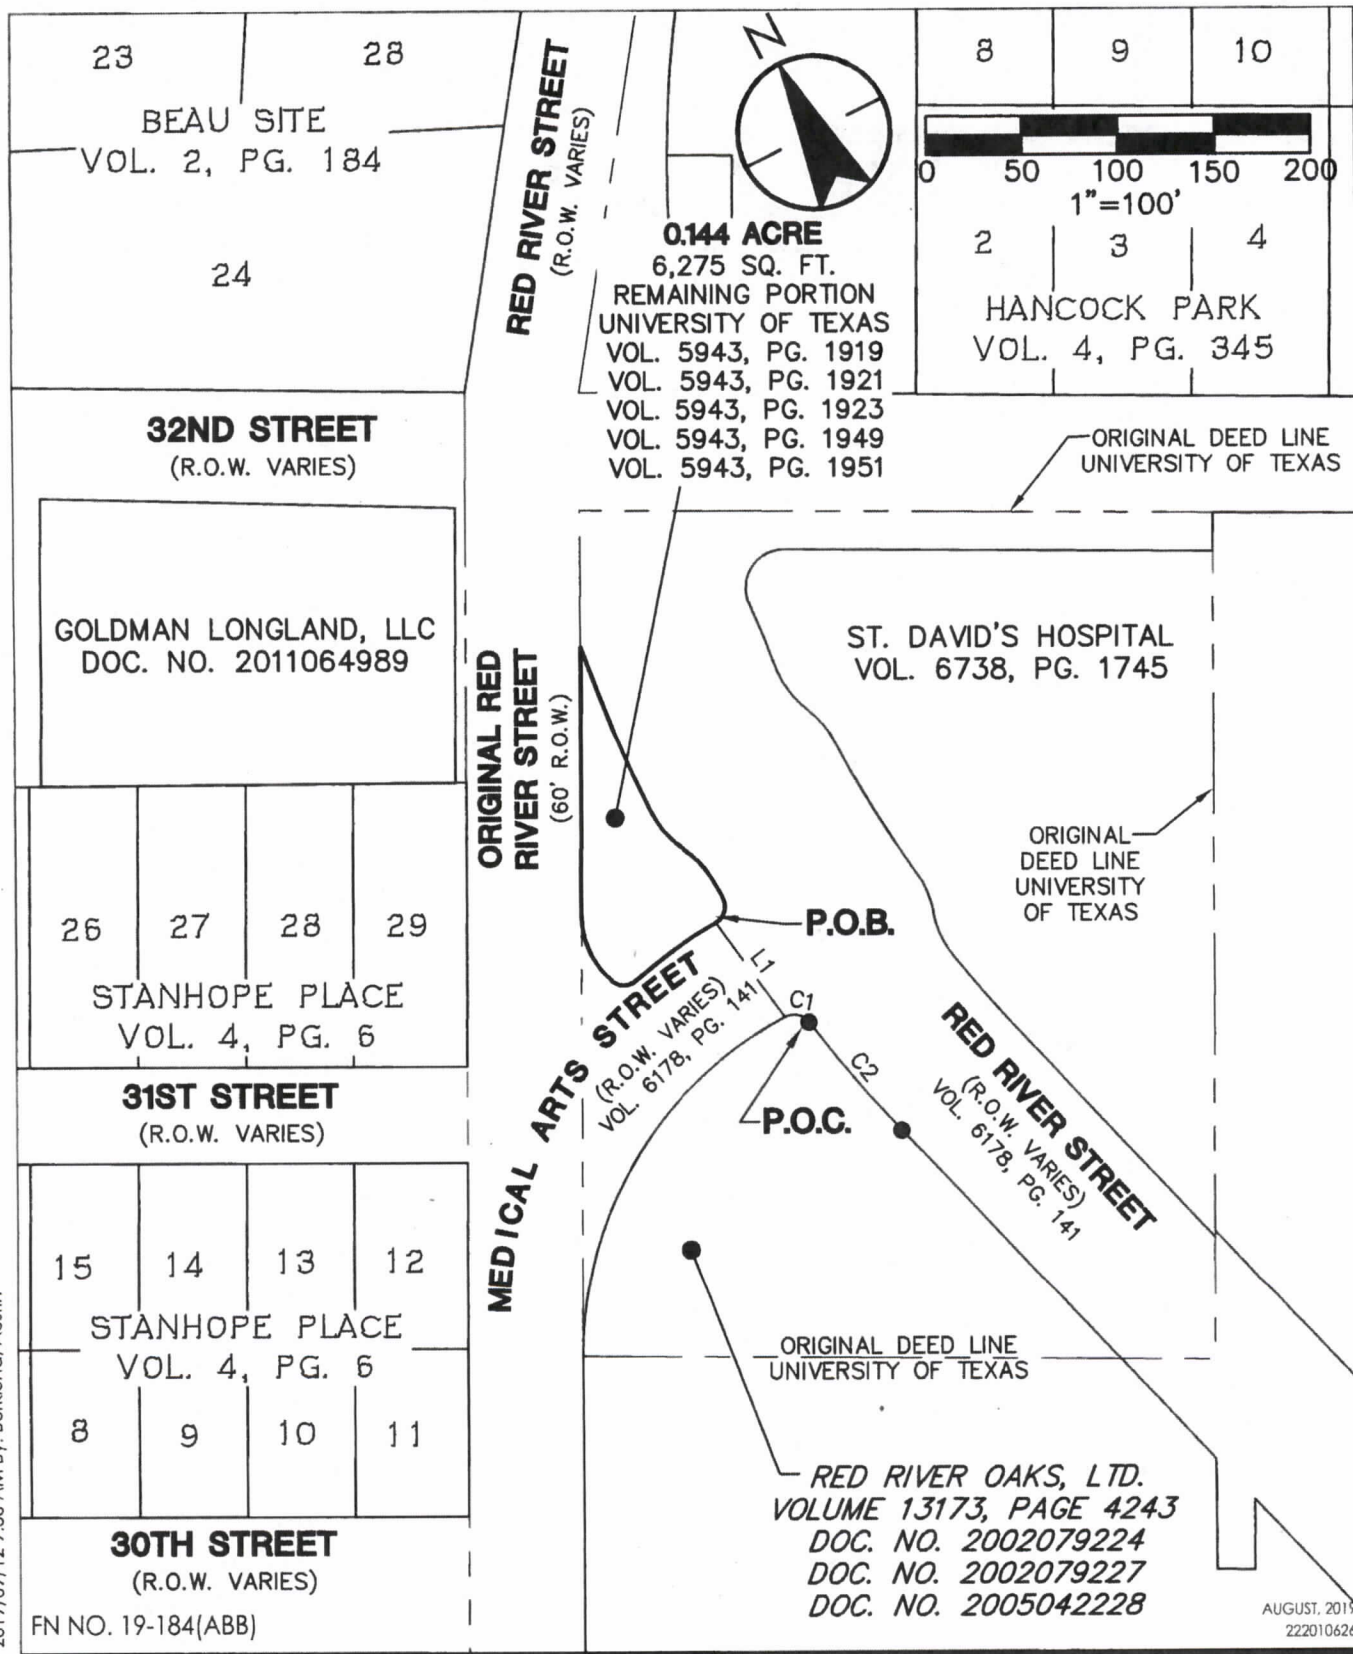 23
28
BEAU SITE
VOL. 2, PG. 184
24
RED RIVER STREET
(R.O.W. VARIES)
N
8
9
10
0 50 100 150 200
1"=100'
2
3
4
HANCOCK PARK
VOL. 4, PG. 345
0.144 ACRE
6,275 SQ. FT.
REMAINING PORTION
UNIVERSITY OF TEXAS
VOL. 5943, PG. 1919
VOL. 5943, PG. 1921
VOL. 5943, PG. 1923
VOL. 5943, PG. 1949
VOL. 5943, PG. 1951
32ND STREET
(R.O.W. VARIES)
ORIGINAL DEED LINE
UNIVERSITY OF TEXAS
GOLDMAN LONGLAND, LLC
DOC. NO. 2011064989
ORIGINAL RED
RIVER STREET
(60' R.O.W.)
ST. DAVID'S HOSPITAL
VOL. 6738, PG. 1745
ORIGINAL
DEED LINE
UNIVERSITY
OF TEXAS
26
27
28
29
STANHOPE PLACE
VOL. 4, PG. 6
P.O.B.
L1
C1
C2
P.O.C.
MEDICAL ARTS STREET
(R.O.W. VARIES)
VOL. 6178, PG. 141
RED RIVER STREET
(R.O.W. VARIES)
VOL. 6178, PG. 141
31ST STREET
(R.O.W. VARIES)
15
14
13
12
STANHOPE PLACE
VOL. 4, PG. 6
8
9
10
11
ORIGINAL DEED LINE
UNIVERSITY OF TEXAS
RED RIVER OAKS, LTD.
VOLUME 13173, PAGE 4243
DOC. NO. 2002079224
DOC. NO. 2002079227
DOC. NO. 2005042228
30TH STREET
(R.O.W. VARIES)
FN NO. 19-184(ABB)
AUGUST, 2019
222010626